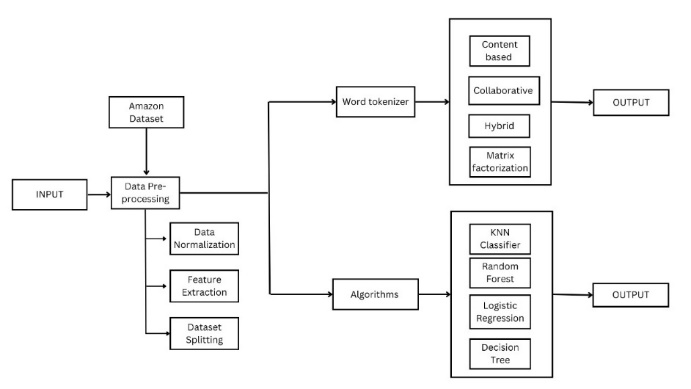 Content
based
Amazon
Dataset
Word tokenizer
Collaborative
OUTPUT
Hybrid
Matrix
factorization
INPUT
Data Pre-
processing
Data
Normalization
KNN
Classifier
Feature
Extraction
Algorithms
Random
Forest
OUTPUT
Logistic
Regression
Dataset
Splitting
Decision
Tree